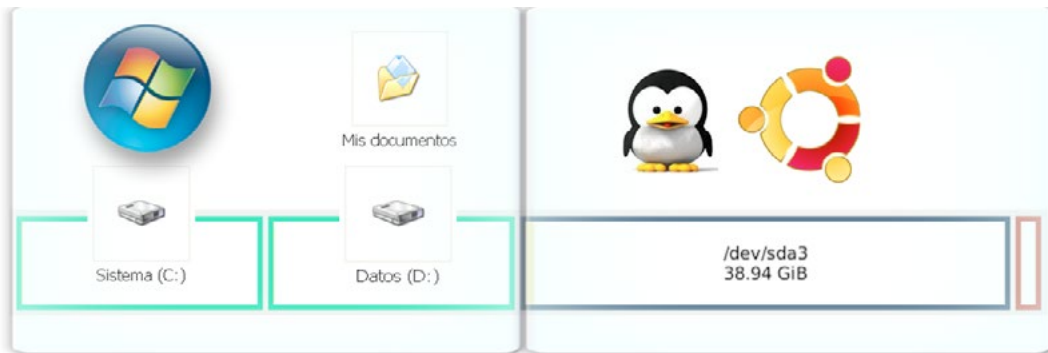 Mis documentos
Sistema (C:)
Datos (D:)
/dev/sda3
38.94 GiB